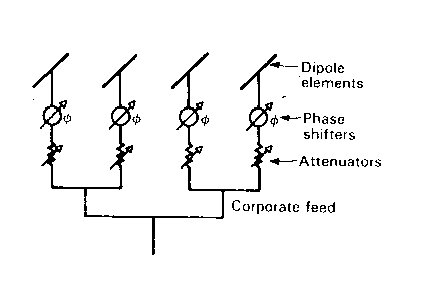 Dipole
elements
ϕ
ϕ
ϕ
ϕ
Phase
shifters
Attenuators
Corporate feed